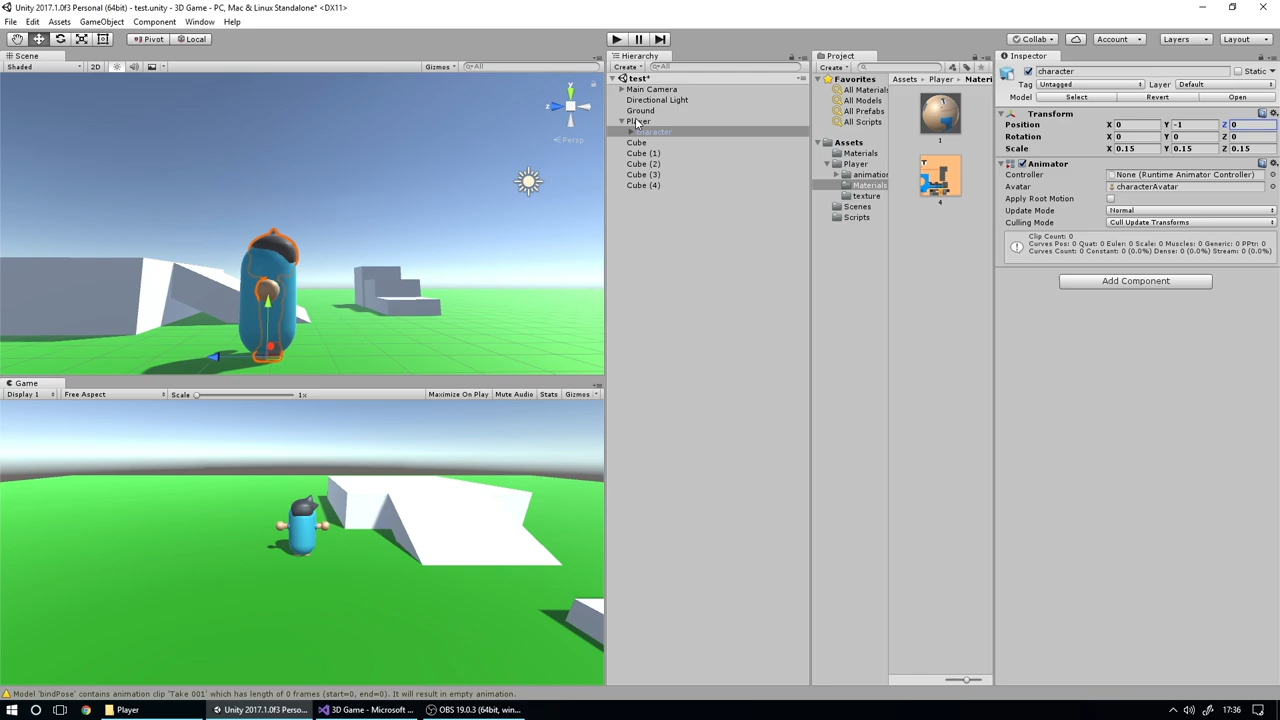 Unity 2017.1.0f3 Personal (64bit) - test.unity - 3D Game - PC, Mac & Linux Standalone* <DX11>
File Edit Assets GameObject Component Window Help
Pivot Local
Collab Account Layers Layout
Scene
Shaded 2D Gizmos All
y z
Persp
Game
Display 1 Free Aspect Scale 1x Maximize On Play Mute Audio Stats Gizmos
Hierarchy
Create All
test*
Main Camera
Directional Light
Ground
Player
character
Cube
Cube (1)
Cube (2)
Cube (3)
Cube (4)
Project
Create
Favorites
All Materials
All Models
All Prefabs
All Scripts
Assets
Materials
Player
animation
Materials
texture
Scenes
Scripts
Assets Player Materi
1
4
Inspector
character Static
Tag Untagged Layer Default
Model Select Revert Open
Transform
Position X 0 Y -1 Z 0
Rotation X 0 Y 0 Z 0
Scale X 0.15 Y 0.15 Z 0.15
Animator
Controller None (Runtime Animator Controller)
Avatar characterAvatar
Apply Root Motion
Update Mode Normal
Culling Mode Cull Update Transforms
Clip Count: 0
Curves Pos: 0 Quat: 0 Euler: 0 Scale: 0 Muscles: 0 Generic: 0 PPtr: 0
Curves Count: 0 Constant: 0 (0.0%) Dense: 0 (0.0%) Stream: 0 (0.0%)
Add Component
Model 'bindPose' contains animation clip 'Take 001' which has length of 0 frames (start=0, end=0). It will result in empty animation.
Player Unity 2017.1.0f3 Perso... 3D Game - Microsoft ... OBS 19.0.3 (64bit, win... 17:36